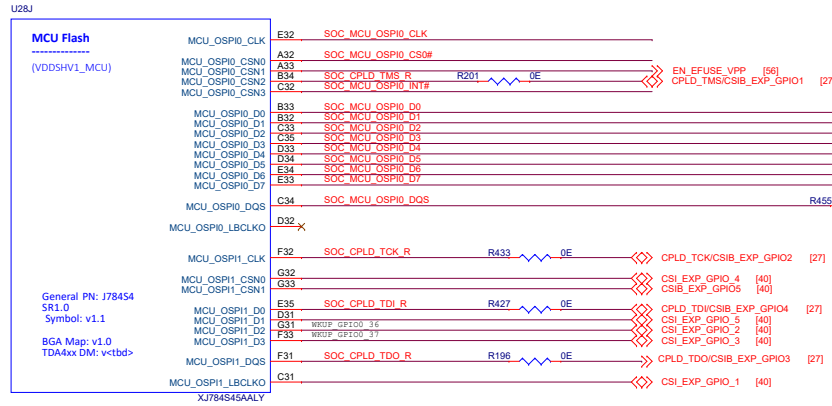 U28J
MCU Flash
--------------
(VDDSHV1_MCU)
MCU_OSPI0_CLK E32 SOC_MCU_OSPI0_CLK
MCU_OSPI0_CSN0 A32 SOC_MCU_OSPI0_CS0#
MCU_OSPI0_CSN1 A33 EN_EFUSE_VPP [56]
MCU_OSPI0_CSN2 B34 SOC_CPLD_TMS_R R201 0E CPLD_TMS/CSIB_EXP_GPIO1 [27
MCU_OSPI0_CSN3 C32 SOC_MCU_OSPI0_INT#
MCU_OSPI0_D0 B33 SOC_MCU_OSPI0_D0
MCU_OSPI0_D1 B32 SOC_MCU_OSPI0_D1
MCU_OSPI0_D2 C33 SOC_MCU_OSPI0_D2
MCU_OSPI0_D3 C35 SOC_MCU_OSPI0_D3
MCU_OSPI0_D4 D33 SOC_MCU_OSPI0_D4
MCU_OSPI0_D5 D34 SOC_MCU_OSPI0_D5
MCU_OSPI0_D6 E34 SOC_MCU_OSPI0_D6
MCU_OSPI0_D7 E33 SOC_MCU_OSPI0_D7
MCU_OSPI0_DQS C34 SOC_MCU_OSPI0_DQS R455
MCU_OSPI0_LBCLKO D32
MCU_OSPI1_CLK F32 SOC_CPLD_TCK_R R433 0E CPLD_TCK/CSIB_EXP_GPIO2 [27]
MCU_OSPI1_CSN0 G32 CSI_EXP_GPIO_4 [40]
MCU_OSPI1_CSN1 G33 CSIB_EXP_GPIO5 [40]
MCU_OSPI1_D0 E35 SOC_CPLD_TDI_R R427 0E CPLD_TDI/CSIB_EXP_GPIO4 [27]
MCU_OSPI1_D1 D31 CSI_EXP_GPIO_5 [40]
MCU_OSPI1_D2 G31 WKUP_GPIO0_36 CSI_EXP_GPIO_2 [40]
MCU_OSPI1_D3 F33 WKUP_GPIO0_37 CSI_EXP_GPIO_3 [40]
MCU_OSPI1_DQS F31 SOC_CPLD_TDO_R R196 0E CPLD_TDO/CSIB_EXP_GPIO3 [27]
MCU_OSPI1_LBCLKO C31 CSI_EXP_GPIO_1 [40]
General PN: J784S4
SR1.0
Symbol: v1.1
BGA Map: v1.0
TDA4xx DM: v<tbd>
XJ784S45AALY